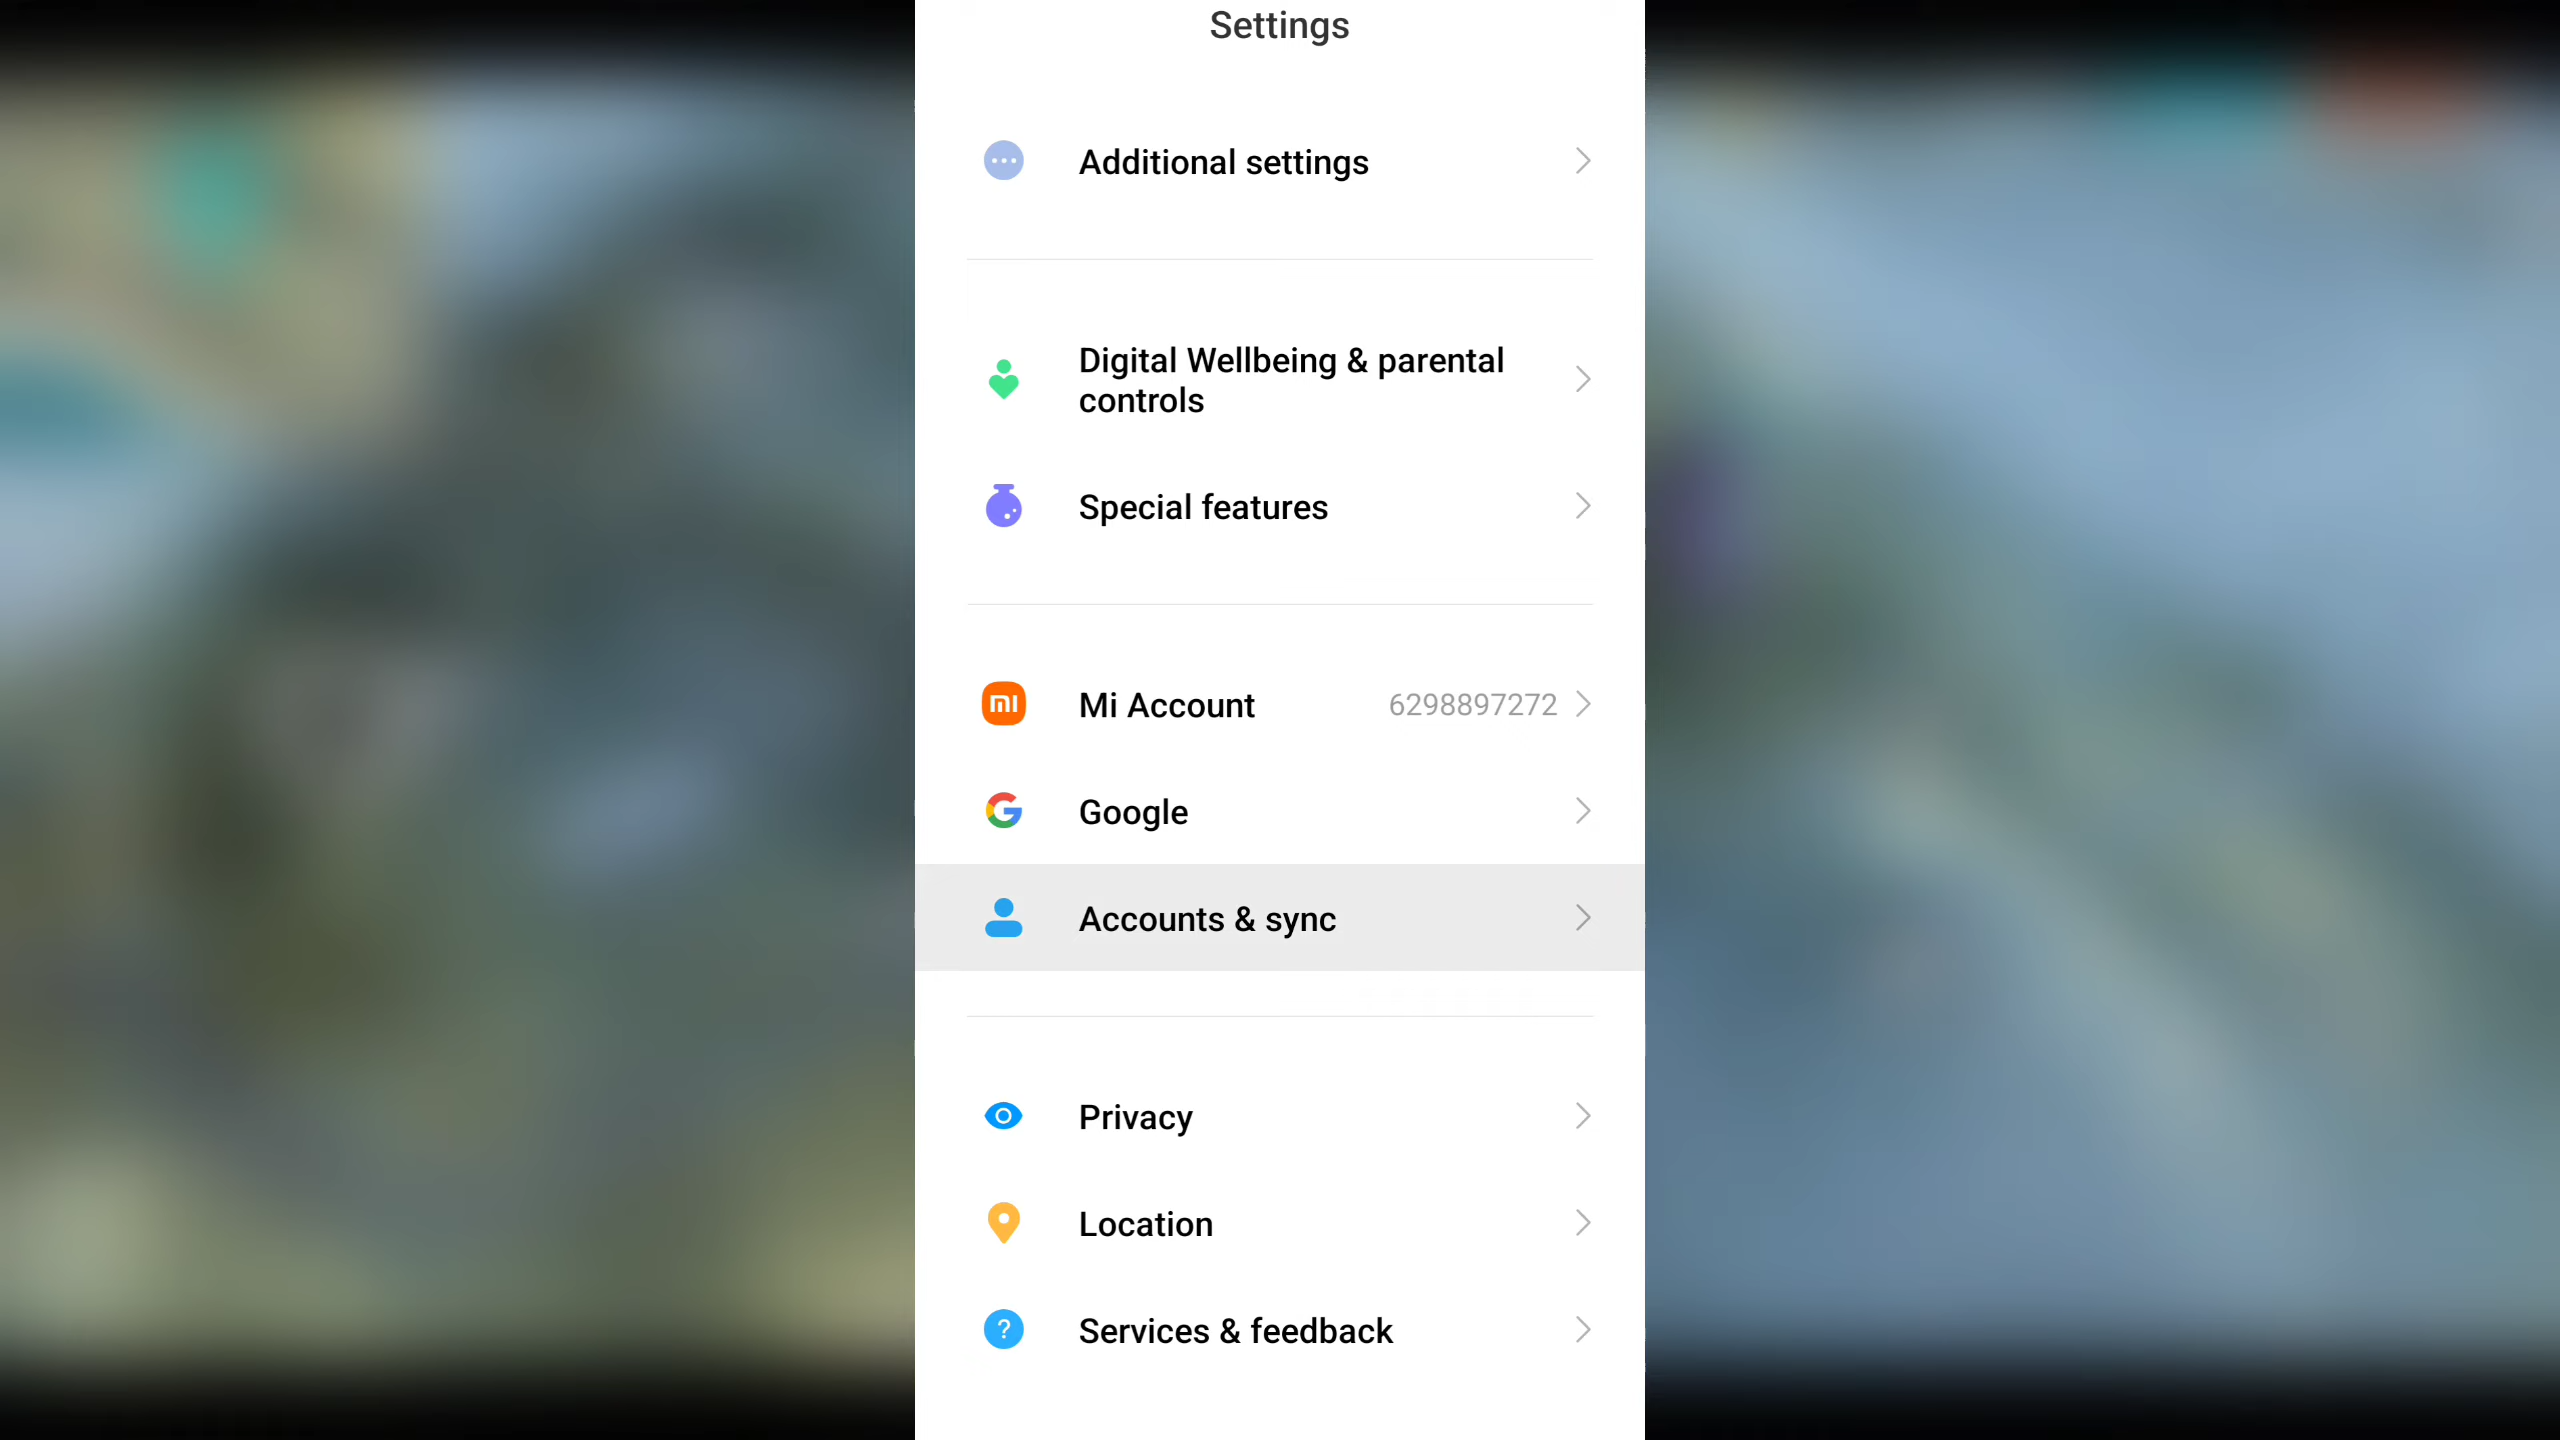 Settings
Additional settings
Digital Wellbeing & parental
controls
Special features
Mi Account 6298897272
Google
Accounts & sync
Privacy
Location
Services & feedback